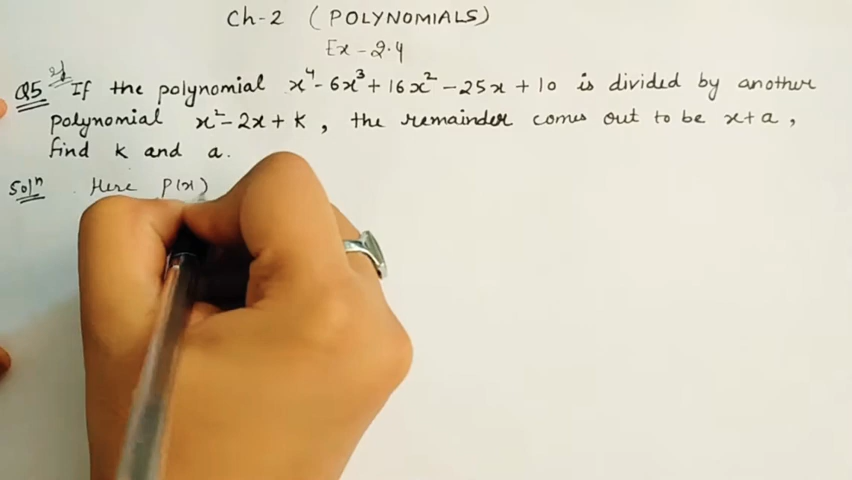 Ch-2 (POLYNOMIALS)
Ex-2.4
Q5 If the polynomial x⁴-6x³+16x²-25x+10 is divided by another
polynomial x²-2x+k, the remainder comes out to be x+a,
find k and a.
Solⁿ Here P(x)